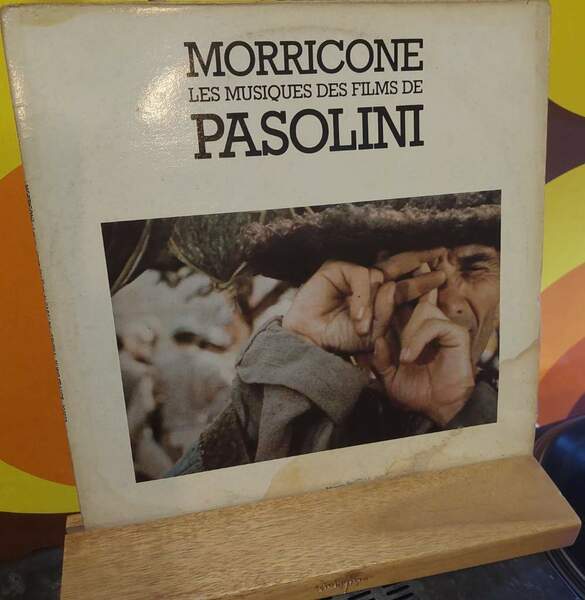 MORRICONE
LES MUSIQUES DES FILMS DE
PASOLINI